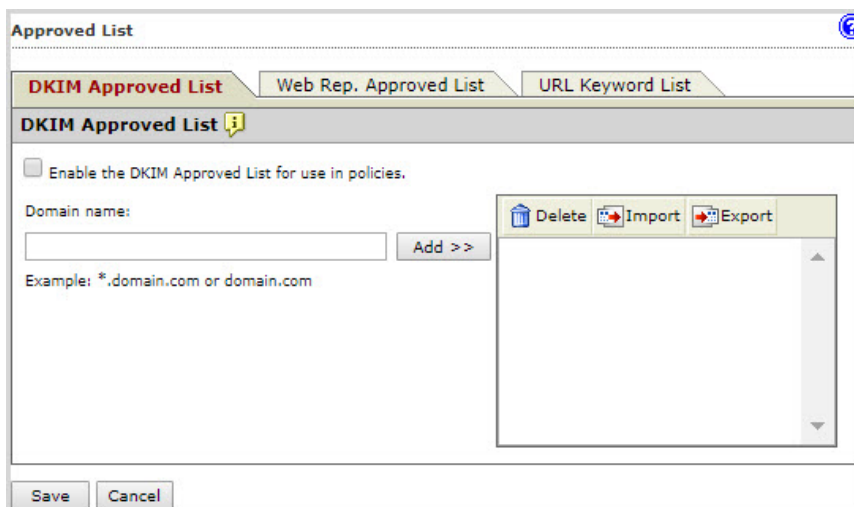 Approved List
DKIM Approved List Web Rep. Approved List URL Keyword List
DKIM Approved List
Enable the DKIM Approved List for use in policies.
Domain name:
Delete Import Export
Add >>
Example: *.domain.com or domain.com
Save Cancel